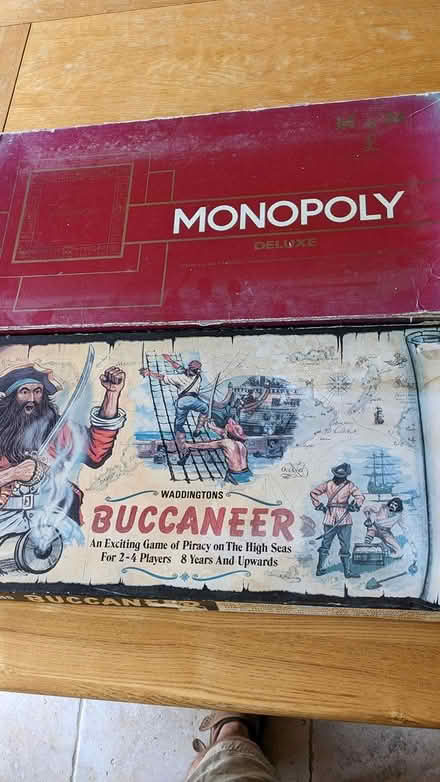 MONOPOLY
DELUXE
WADDINGTONS
BUCCANEER
An Exciting Game of Piracy on The High Seas
For 2-4 Players 8 Years And Upwards
BUCCANEER